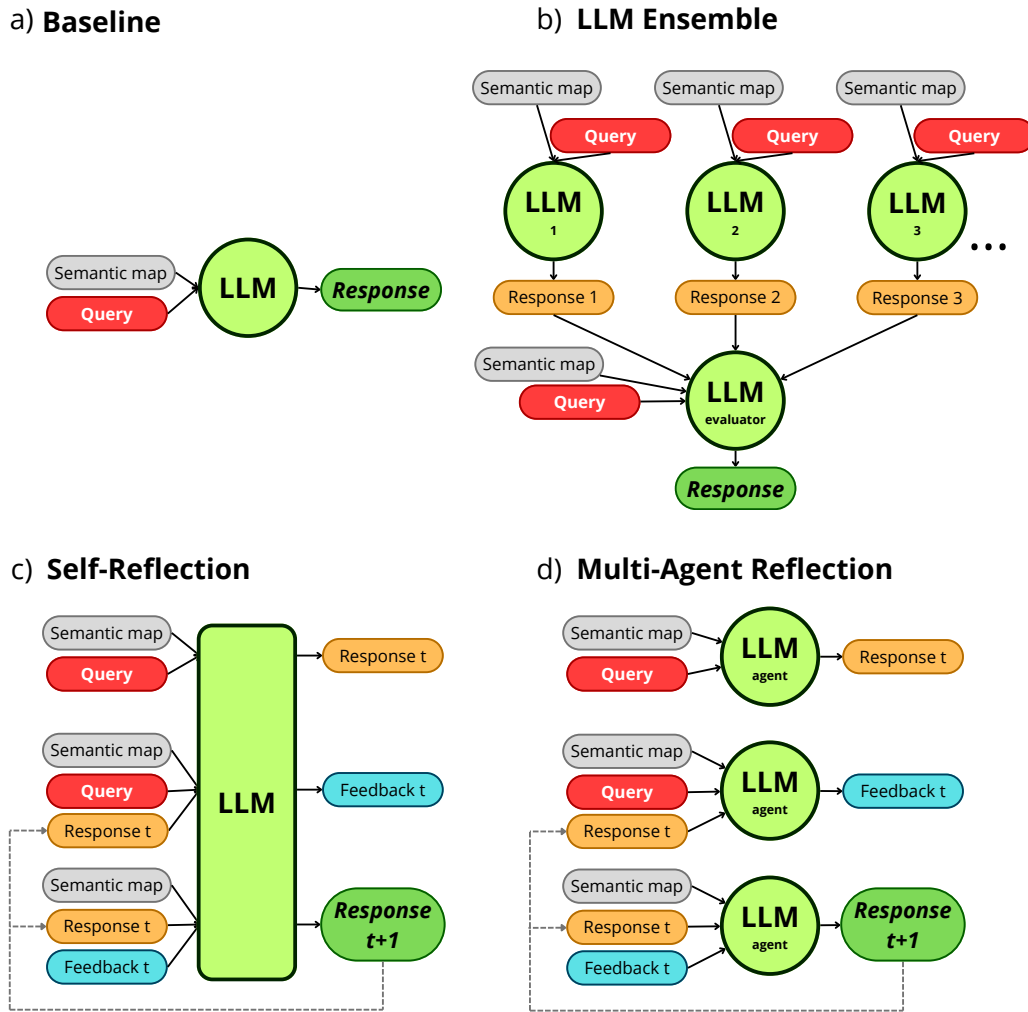 a) Baseline
Semantic map
Query
LLM
Response
b) LLM Ensemble
Semantic map
Semantic map
Semantic map
Query
Query
Query
LLM
1
LLM
2
LLM
3
...
Response 1
Response 2
Response 3
Semantic map
Query
LLM
evaluator
Response
c) Self-Reflection
Semantic map
Query
Response t
Semantic map
Query
Response t
LLM
Feedback t
Semantic map
Response t
Feedback t
Response
t+1
d) Multi-Agent Reflection
Semantic map
Query
LLM
agent
Response t
Semantic map
Query
Response t
LLM
agent
Feedback t
Semantic map
Response t
Feedback t
LLM
agent
Response
t+1